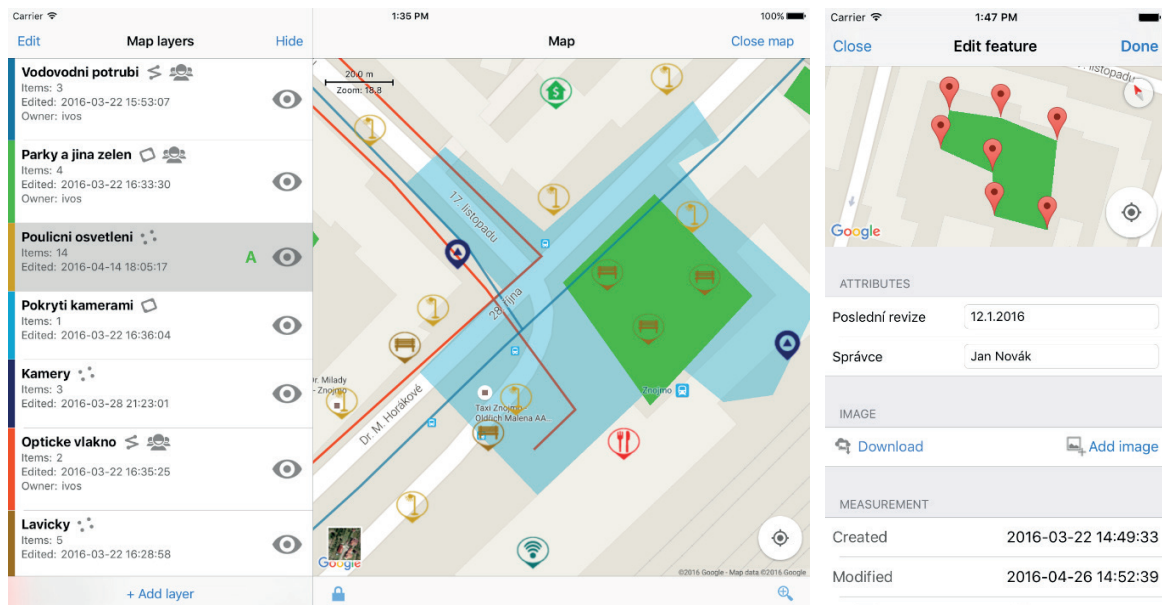 Carrier
1:35 PM
100%
Edit
Map layers
Hide
Map
Close map
Vodovodni potrubi
Items: 3
Edited: 2016-03-22 15:53:07
Owner: ivos
Parky a jina zelen
Items: 4
Edited: 2016-03-22 16:33:30
Owner: ivos
Poulicni osvetleni
Items: 14
Edited: 2016-04-14 18:05:17
A
Pokryti kamerami
Items: 1
Edited: 2016-03-22 16:36:04
Kamery
Items: 3
Edited: 2016-03-28 21:23:01
Opticke vlakno
Items: 2
Edited: 2016-03-22 16:35:25
Owner: ivos
Lavicky
Items: 5
Edited: 2016-03-22 16:28:58
+ Add layer
20.0 m
Zoom: 18.8
17. listopadu
28. října
Dr. M. Horákové
Dr. Milady
- Znojmo
Taxi Znojmo -
Oldřich Malena AA..
Znojmo
Google
©2016 Google - Map data ©2016 Google
Carrier
1:47 PM
Close
Edit feature
Done
listopadu
Google
ATTRIBUTES
Poslední revize
12.1.2016
Správce
Jan Novák
IMAGE
Download
Add image
MEASUREMENT
Created
2016-03-22 14:49:33
Modified
2016-04-26 14:52:39